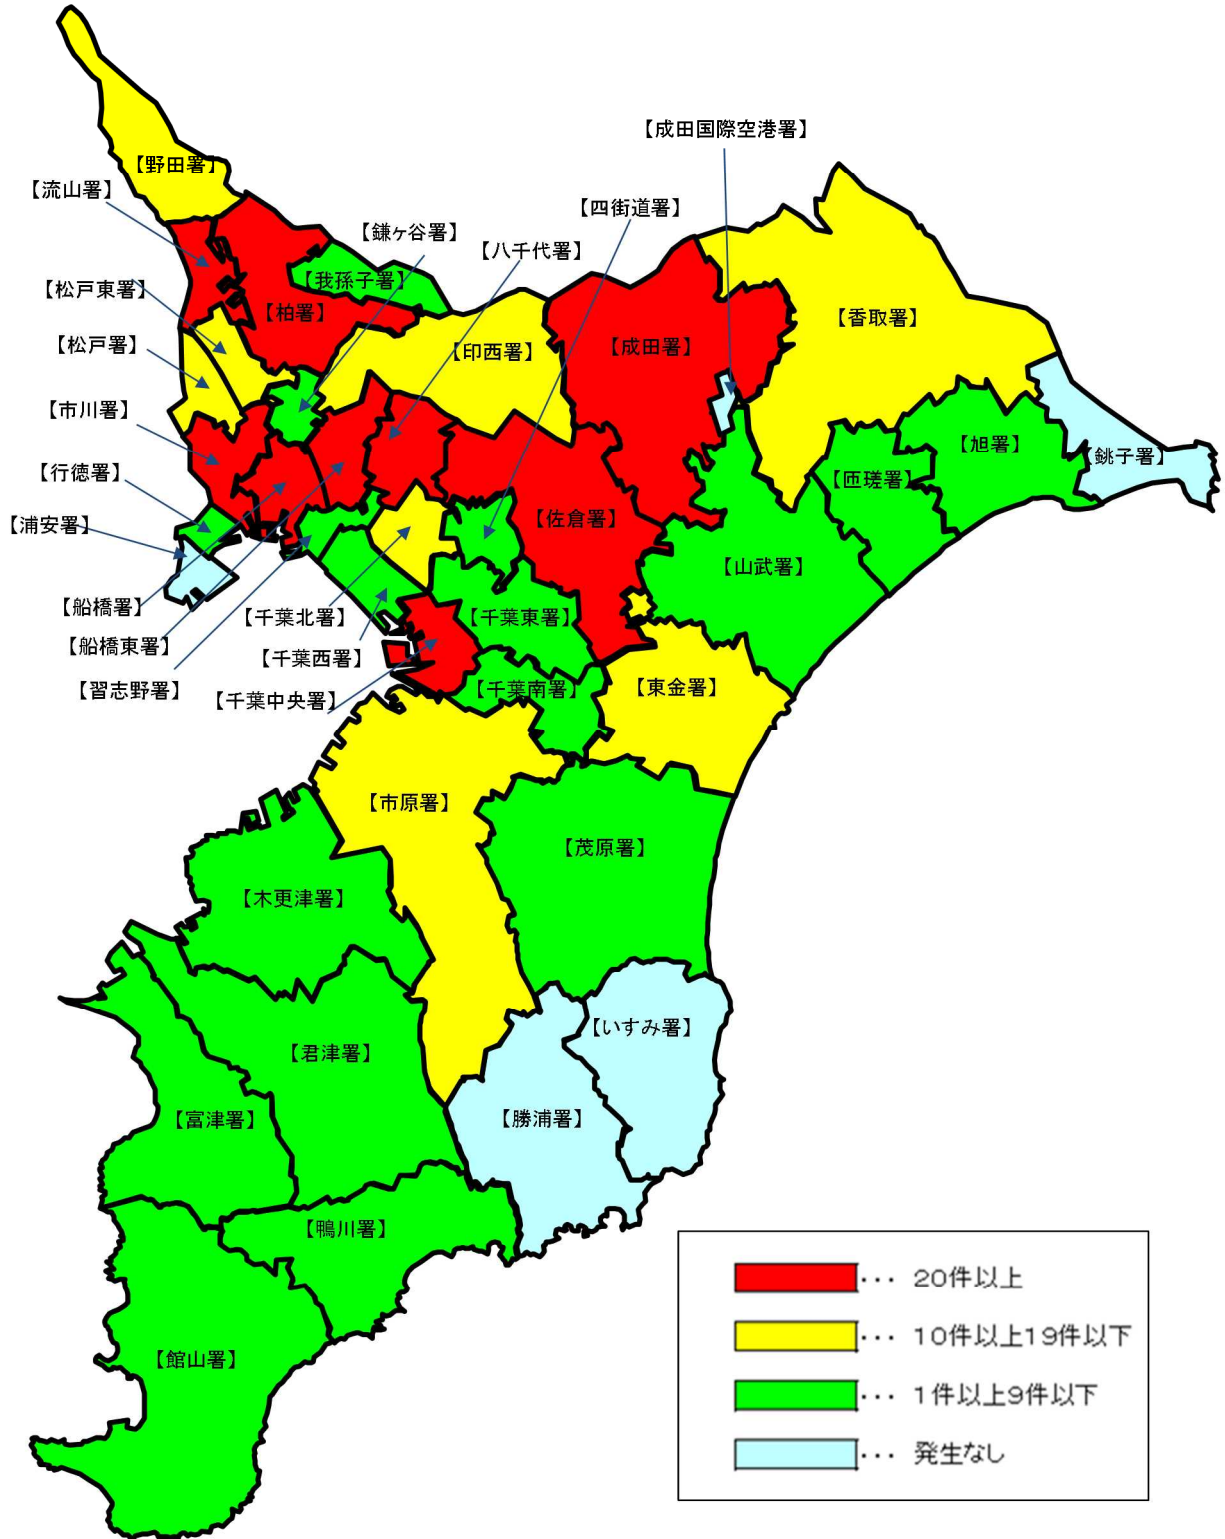 【成田国際空港署】
【野田署】
【流山署】
【四街道署】
【鎌ヶ谷署】
【八千代署】
【我孫子署】
【松戸東署】
【柏署】
【香取署】
【松戸署】
【印西署】
【成田署】
【市川署】
【旭署】
【銚子署】
【行徳署】
【匝瑳署】
【浦安署】
【佐倉署】
【山武署】
【船橋署】
【千葉北署】
【千葉東署】
【船橋東署】
【千葉西署】
【習志野署】
【千葉中央署】
【千葉南署】
【東金署】
【市原署】
【茂原署】
【木更津署】
【いすみ署】
【君津署】
【富津署】
【勝浦署】
【鴨川署】
【館山署】
・・・ 20件以上
・・・ 10件以上19件以下
・・・ 1件以上9件以下
・・・ 発生なし